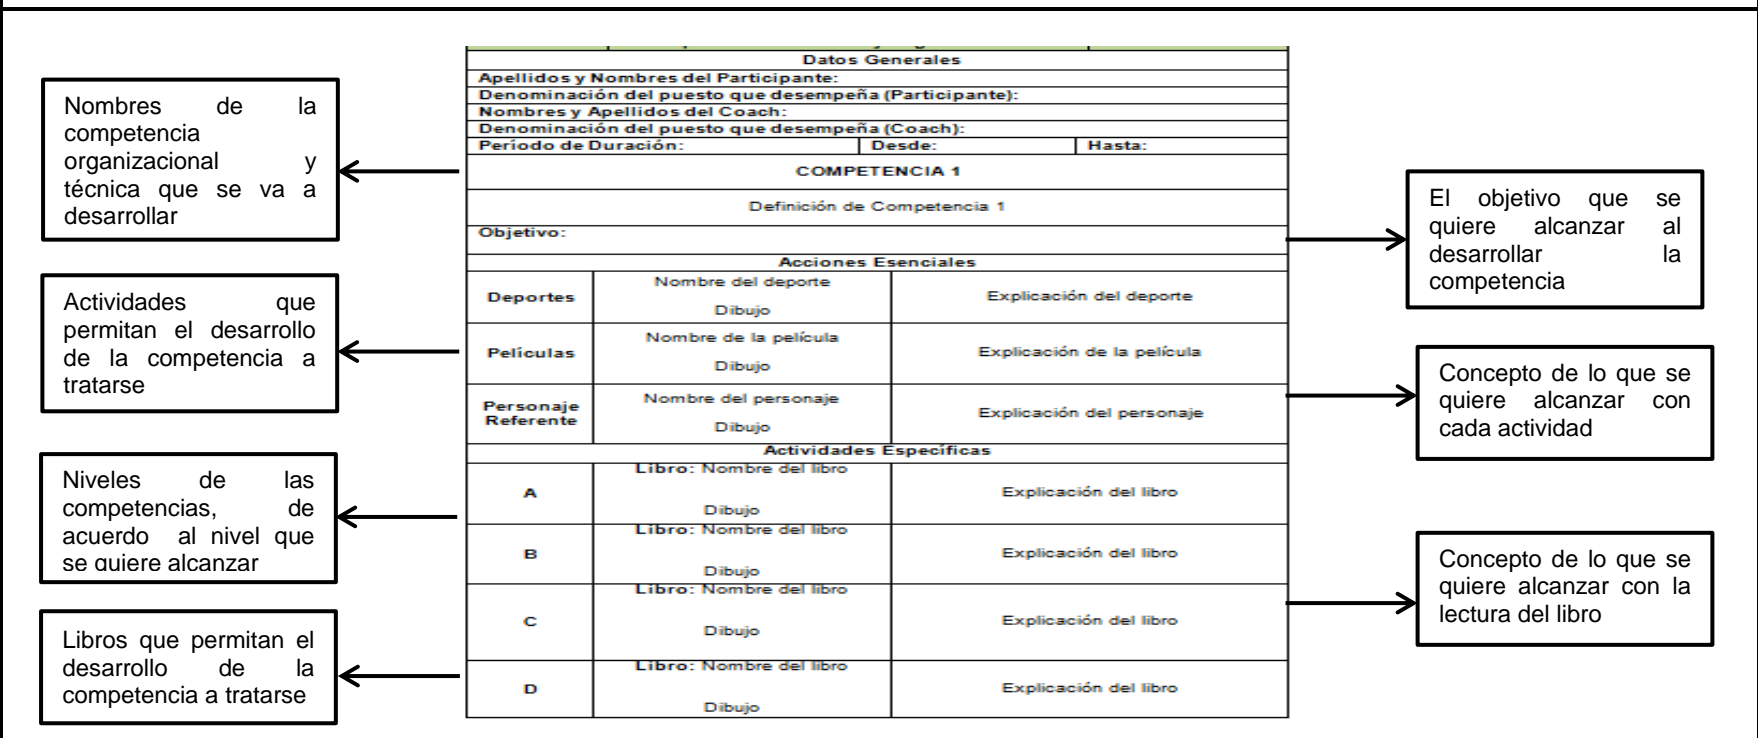 Nombres de la
competencia
organizacional y
técnica que se va a
desarrollar
Actividades que
permitan el desarrollo
de la competencia a
tratarse
Niveles de las
competencias, de
acuerdo al nivel que
se quiere alcanzar
Libros que permitan el
desarrollo de la
competencia a tratarse
Datos Generales
Apellidos y Nombres del Participante:
Denominación del puesto que desempeña (Participante):
Nombres y Apellidos del Coach:
Denominación del puesto que desempeña (Coach):
Período de Duración: Desde: Hasta:
COMPETENCIA 1
Definición de Competencia 1
Objetivo:
Acciones Esenciales
Deportes
Nombre del deporte
Dibujo
Explicación del deporte
Películas
Nombre de la película
Dibujo
Explicación de la película
Personaje
Referente
Nombre del personaje
Dibujo
Explicación del personaje
Actividades Específicas
A
Libro: Nombre del libro
Dibujo
Explicación del libro
B
Libro: Nombre del libro
Dibujo
Explicación del libro
C
Libro: Nombre del libro
Dibujo
Explicación del libro
D
Libro: Nombre del libro
Dibujo
Explicación del libro
El objetivo que se
quiere alcanzar al
desarrollar la
competencia
Concepto de lo que se
quiere alcanzar con
cada actividad
Concepto de lo que se
quiere alcanzar con la
lectura del libro